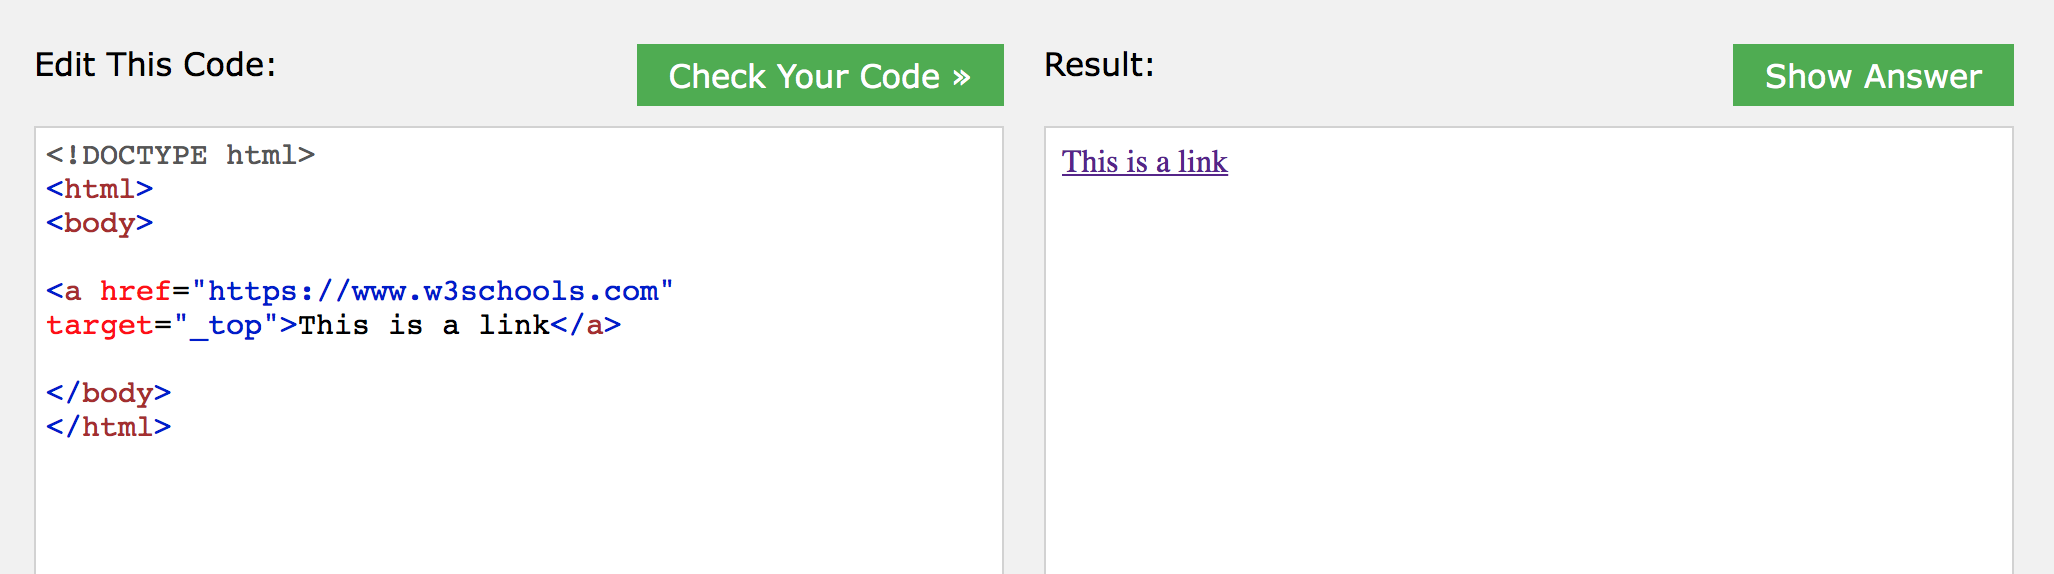 Edit This Code:
Check Your Code »
<!DOCTYPE html>
<html>
<body>
<a href="https://www.w3schools.com"
target="_top">This is a link</a>
</body>
</html>
Result:
Show Answer
This is a link